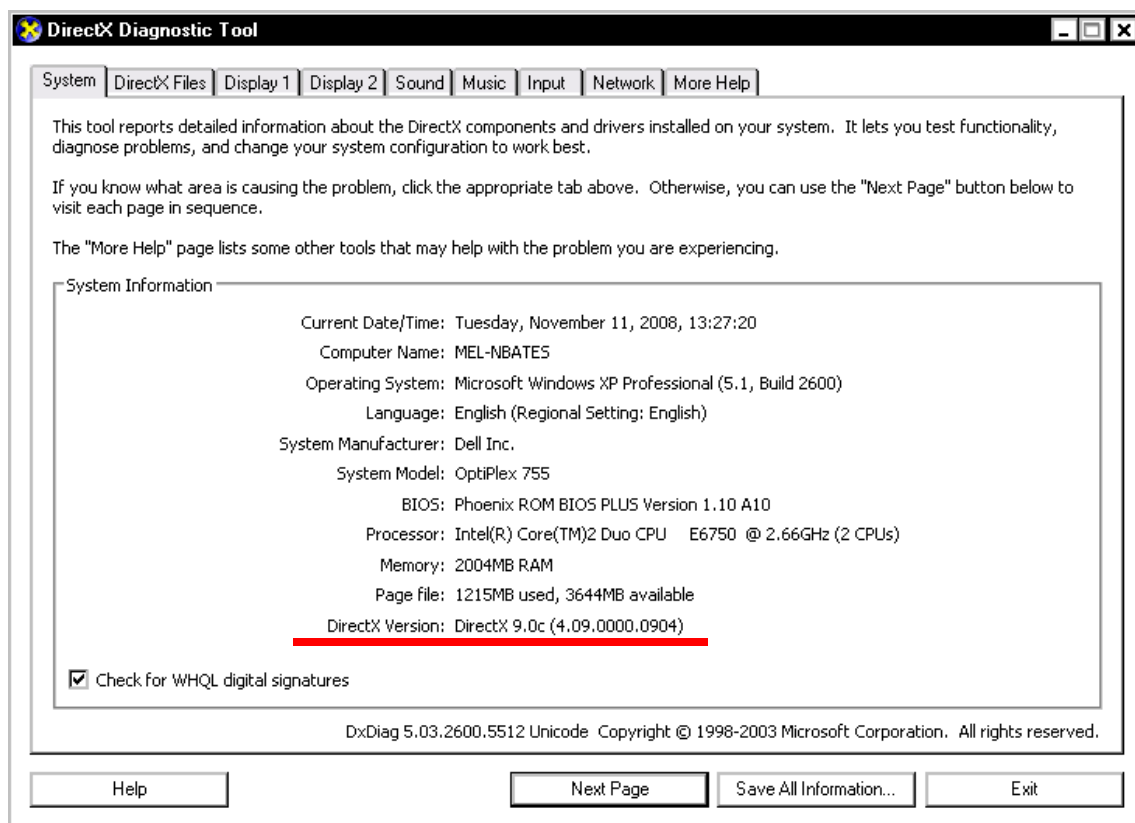 DirectX Diagnostic Tool
System DirectX Files Display 1 Display 2 Sound Music Input Network More Help
This tool reports detailed information about the DirectX components and drivers installed on your system.  It lets you test functionality,
diagnose problems, and change your system configuration to work best.
If you know what area is causing the problem, click the appropriate tab above.  Otherwise, you can use the "Next Page" button below to
visit each page in sequence.
The "More Help" page lists some other tools that may help with the problem you are experiencing.
System Information
Current Date/Time: Tuesday, November 11, 2008, 13:27:20
Computer Name: MEL-NBATES
Operating System: Microsoft Windows XP Professional (5.1, Build 2600)
Language: English (Regional Setting: English)
System Manufacturer: Dell Inc.
System Model: OptiPlex 755
BIOS: Phoenix ROM BIOS PLUS Version 1.10 A10
Processor: Intel(R) Core(TM)2 Duo CPU    E6750  @ 2.66GHz (2 CPUs)
Memory: 2004MB RAM
Page file: 1215MB used, 3644MB available
DirectX Version: DirectX 9.0c (4.09.0000.0904)
Check for WHQL digital signatures
DxDiag 5.03.2600.5512 Unicode  Copyright © 1998-2003 Microsoft Corporation.  All rights reserved.
Help Next Page Save All Information... Exit